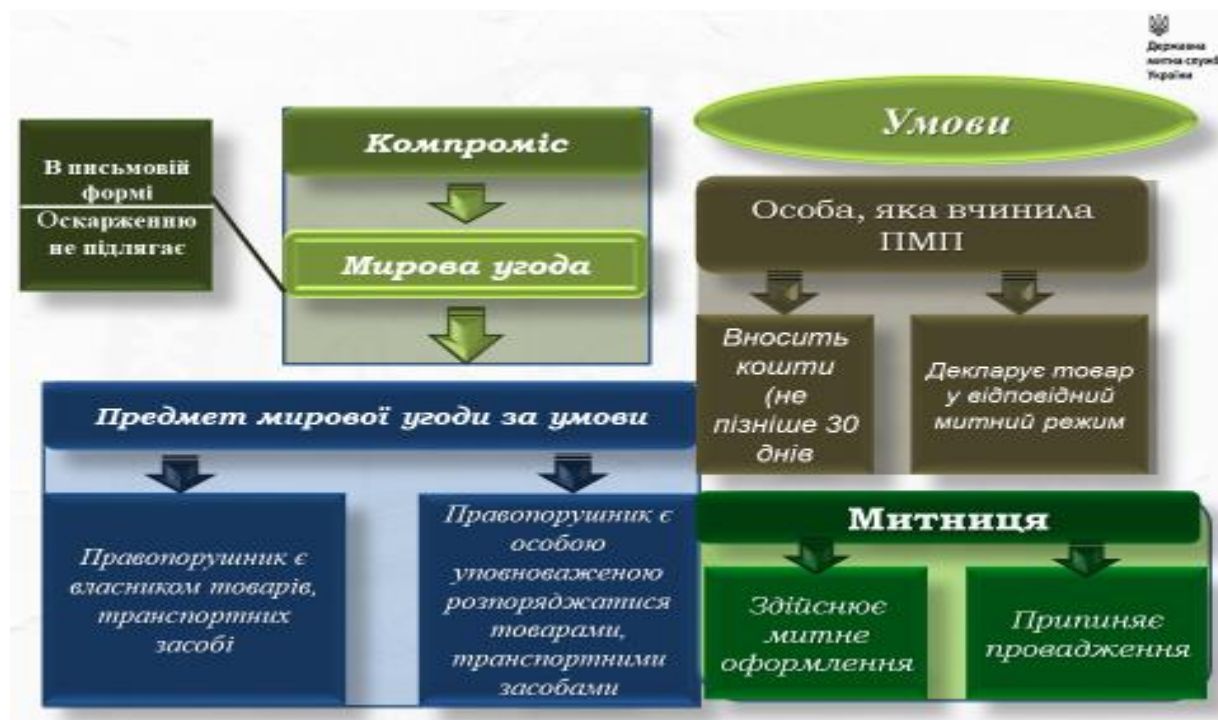 Державна
митна служб
України
В письмовій
формі
Оскарженню
не підлягає
Компроміс
Мирова угода
Предмет мирової угоди за умови
Правопорушник є
власником товарів,
транспортних
засобі
Правопорушник є
особою
уповноваженою
розпоряджатися
товарами,
транспортними
засобами
Умови
Особа, яка вчинила
ПМП
Вносить
кошти
(не
пізніше 30
днів
Декларує товар
у відповідний
митний режим
Митниця
Здійснює
митне
оформлення
Припиняє
провадження